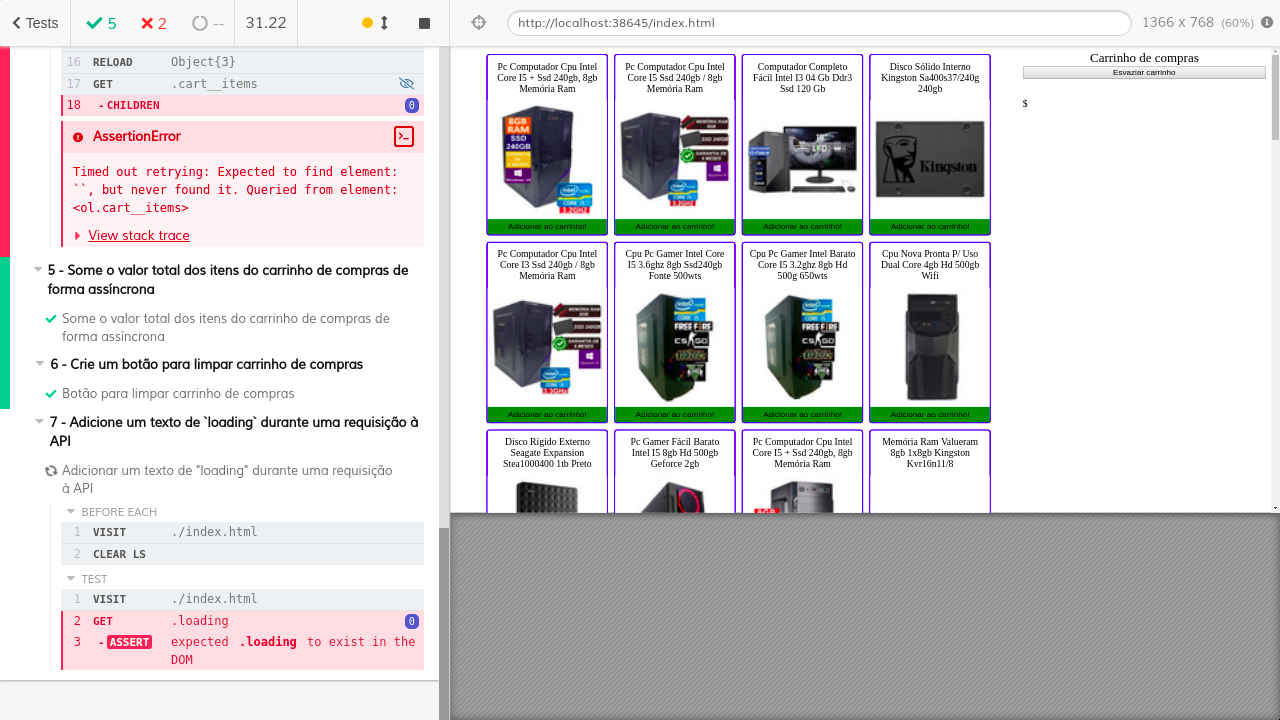 Tests
5
2
--
31.22
http://localhost:38645/index.html
1366 x 768 (60%)
16 RELOAD Object{3}
17 GET .cart__items
18 -CHILDREN 0
AssertionError
Timed out retrying: Expected to find element:
``, but never found it. Queried from element:
<ol.cart__items>
View stack trace
5 - Some o valor total dos itens do carrinho de compras de
forma assíncrona
Some o valor total dos itens do carrinho de compras de
forma assíncrona
6 - Crie um botão para limpar carrinho de compras
Botão para limpar carrinho de compras
7 - Adicione um texto de `loading` durante uma requisição à
API
Adicionar um texto de "loading" durante uma requisição
à API
BEFORE EACH
1 VISIT ./index.html
2 CLEAR LS
TEST
1 VISIT ./index.html
2 GET .loading 0
3 -ASSERT expected .loading to exist in the
DOM
Pc Computador Cpu Intel
Core I5 + Ssd 240gb, 8gb
Memória Ram
8GB
RAM
SSD
240GB
Adicionar ao carrinho!
Pc Computador Cpu Intel
Core I5 Ssd 240gb / 8gb
Memória Ram
Adicionar ao carrinho!
Computador Completo
Fácil Intel I3 04 Gb Ddr3
Ssd 120 Gb
Adicionar ao carrinho!
Disco Sólido Interno
Kingston Sa400s37/240g
240gb
Kingston
Adicionar ao carrinho!
Pc Computador Cpu Intel
Core I3 Ssd 240gb / 8gb
Memória Ram
Adicionar ao carrinho!
Cpu Pc Gamer Intel Core
I5 3.6ghz 8gb Ssd240gb
Fonte 500wts
FREE FIRE
CS:GO
Adicionar ao carrinho!
Cpu Pc Gamer Intel Barato
Core I5 3.2ghz 8gb Hd
500g 650wts
FREE FIRE
CS:GO
Adicionar ao carrinho!
Cpu Nova Pronta P/ Uso
Dual Core 4gb Hd 500gb
Wifi
Adicionar ao carrinho!
Disco Rígido Externo
Seagate Expansion
Stea1000400 1tb Preto
Pc Gamer Fácil Barato
Intel I5 8gb Hd 500gb
Geforce 2gb
Pc Computador Cpu Intel
Core I5 + Ssd 240gb, 8gb
Memória Ram
8GB
Memória Ram Valueram
8gb 1x8gb Kingston
Kvr16n11/8
Carrinho de compras
Esvaziar carrinho
$